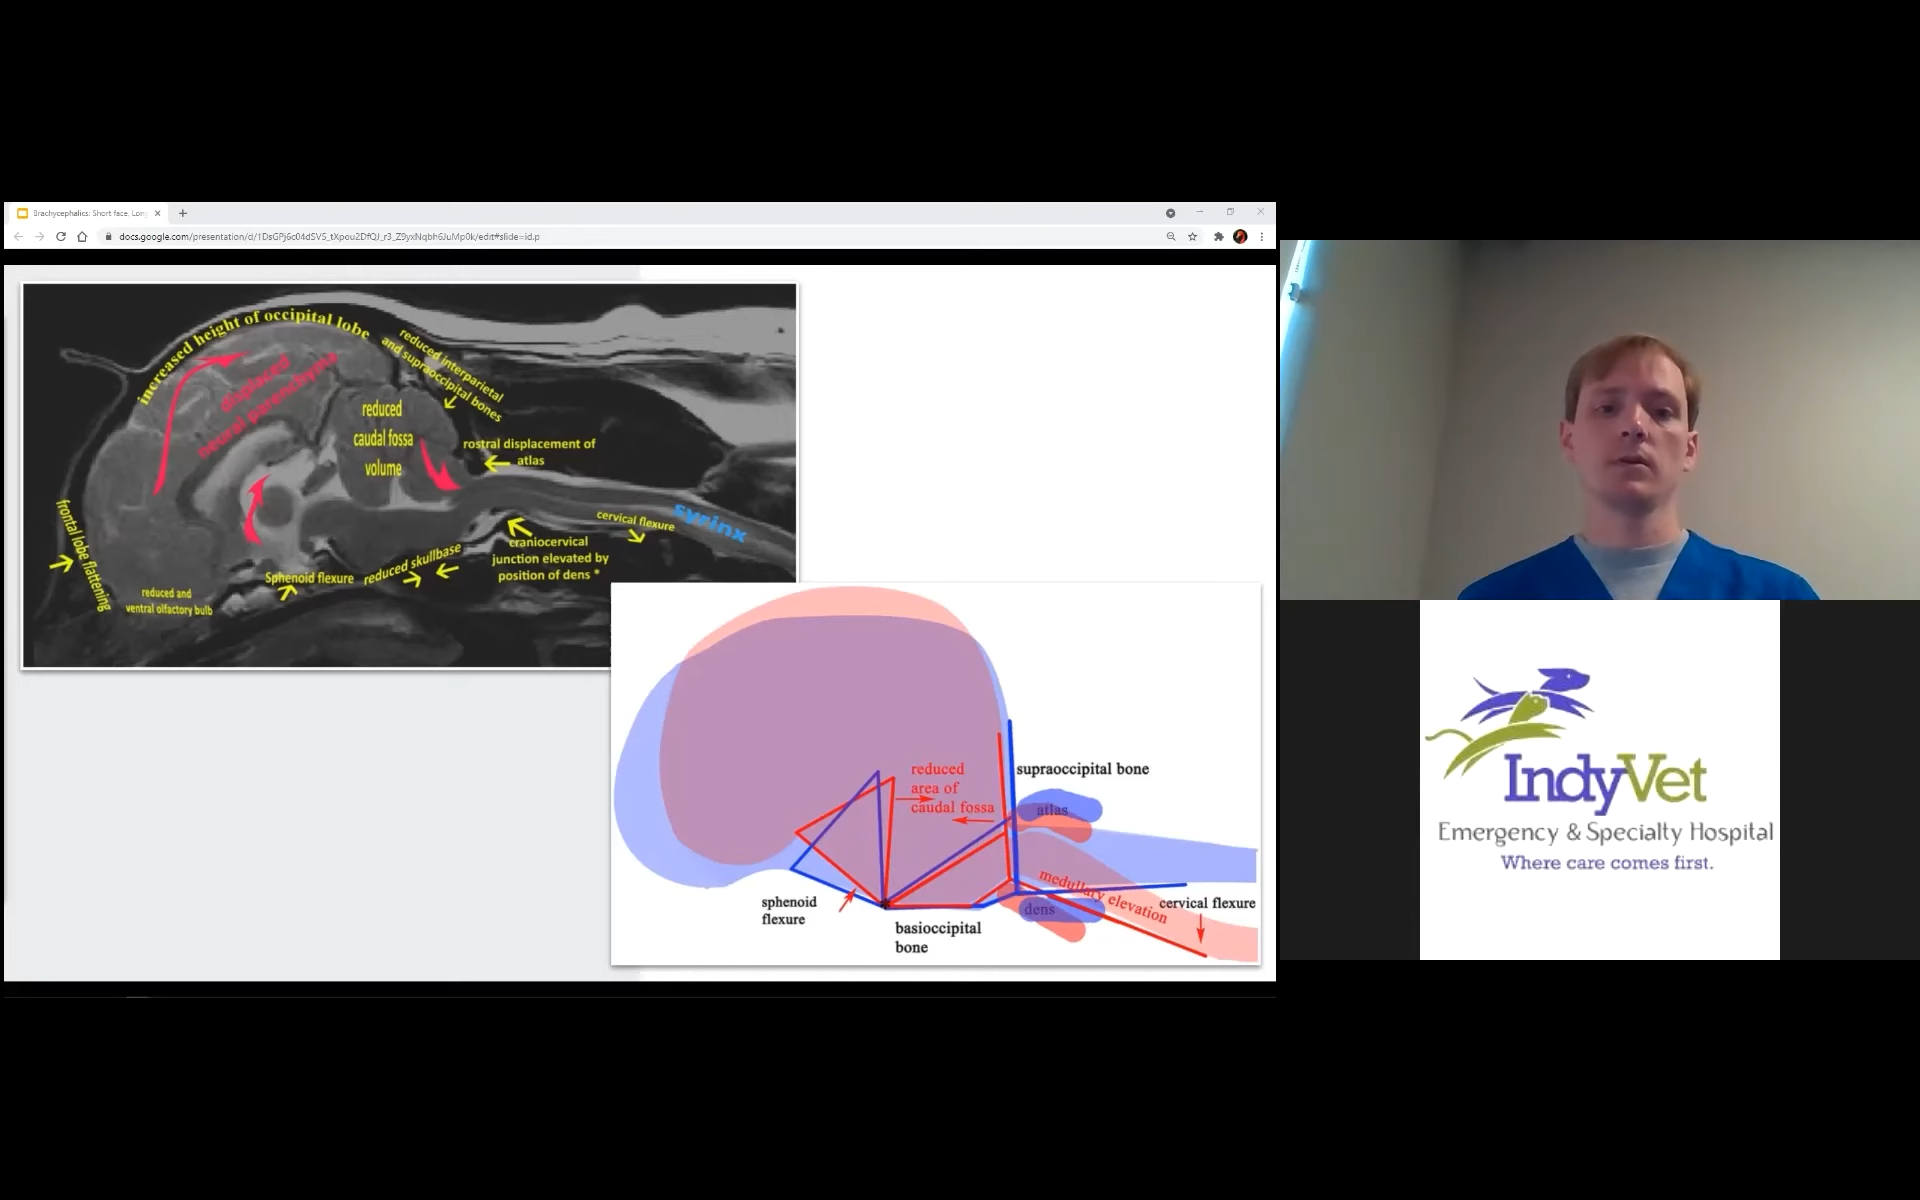 Brachycephalics: Short face, Lon
docs.google.com/presentation/d/1DsGPj6c04dSVS_tXpou2DfQJ_r3_Z9yxNqbh6JuMp0k/edit#slide=id.p
increased height of occipital lobe
reduced interparietal
and supraoccipital bones
displaced
neural parenchyma
reduced
caudal fossa
volume
rostral displacement of
atlas
frontal lobe flattening
cervical flexure
syrinx
craniocervical
junction elevated by
position of dens *
Sphenoid flexure
reduced skullbase
reduced and
ventral olfactory bulb
reduced
area of
caudal fossa
supraoccipital bone
atlas
medullary elevation
dens
cervical flexure
sphenoid
flexure
*
basioccipital
bone
IndyVet
Emergency & Specialty Hospital
Where care comes first.